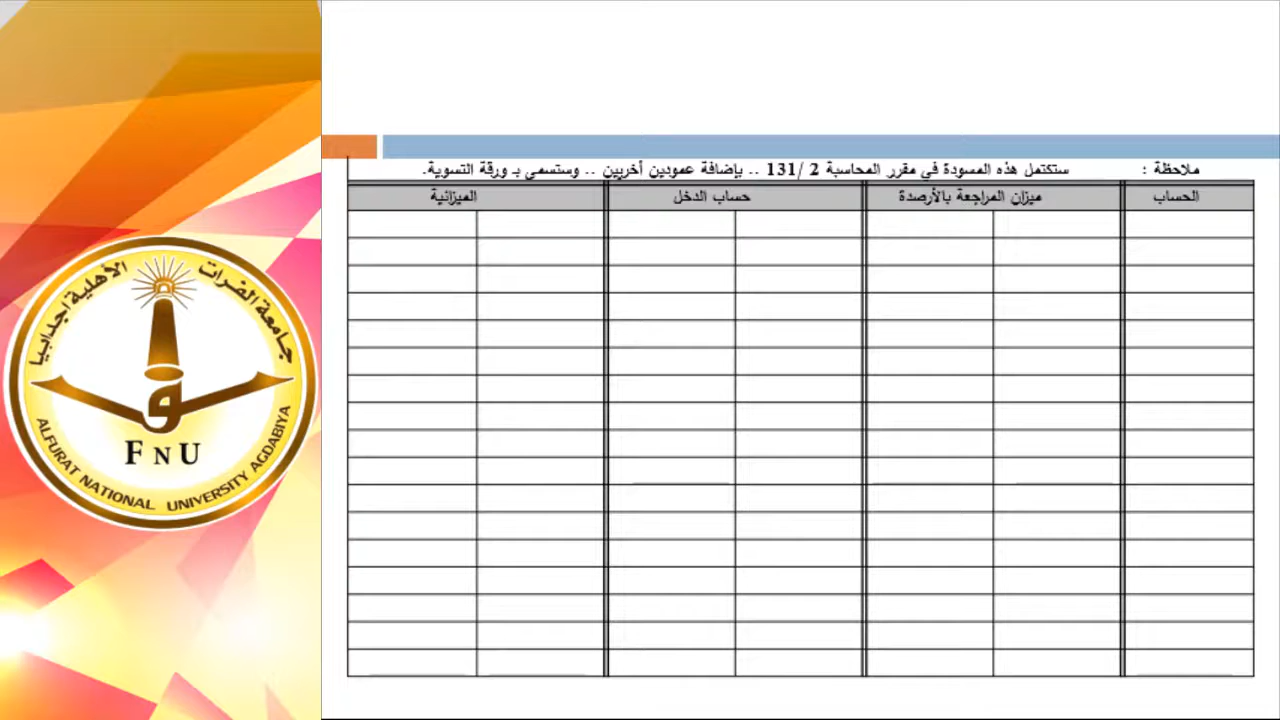 ملاحظة : ستكتمل هذه المسودة في مقرر المحاسبة 2 /131 .. بإضافة عمودين أخريين .. وستسمى بـ ورقة التسوية.
الحساب ميزان المراجعة بالأرصدة حساب الدخل الميزانية
جامعة الفرات الأهلية اجدابيا
FNU
ALFURAT NATIONAL UNIVERSITY AGDABIYA